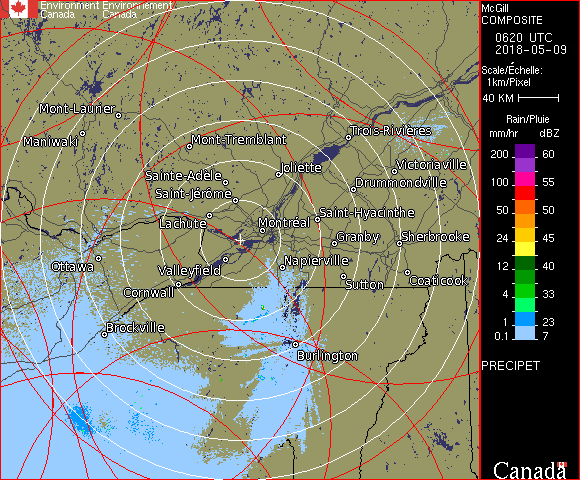 Environment Environnement
Canada Canada
McGill
COMPOSITE
0620 UTC
2018-05-09
Scale/Échelle:
1km/Pixel
40 KM
Rain/Pluie
mm/hr dBZ
200 60
100 55
50 50
24 45
12 40
8 33
4 28
1 23
0.1 7
PRECIPET
Canada
Mont-Laurier
Maniwaki
Mont-Tremblant
Trois-Rivières
Sainte-Adèle
Joliette
Victoriaville
Saint-Jérôme
Drummondville
Lachute
Montréal
Saint-Hyacinthe
Granby
Sherbrooke
Ottawa
Valleyfield
Napierville
Cornwall
Sutton
Coaticook
Brockville
Burlington